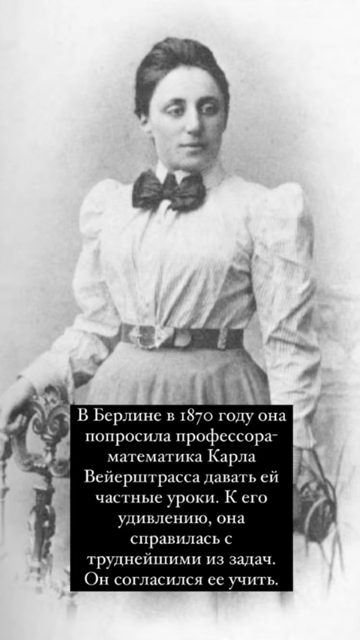 В Берлине в 1870 году она
попросила профессора-
математика Карла
Вейерштрасса давать ей
частные уроки. К его
удивлению, она
справилась с
труднейшими из задач.
Он согласился ее учить.